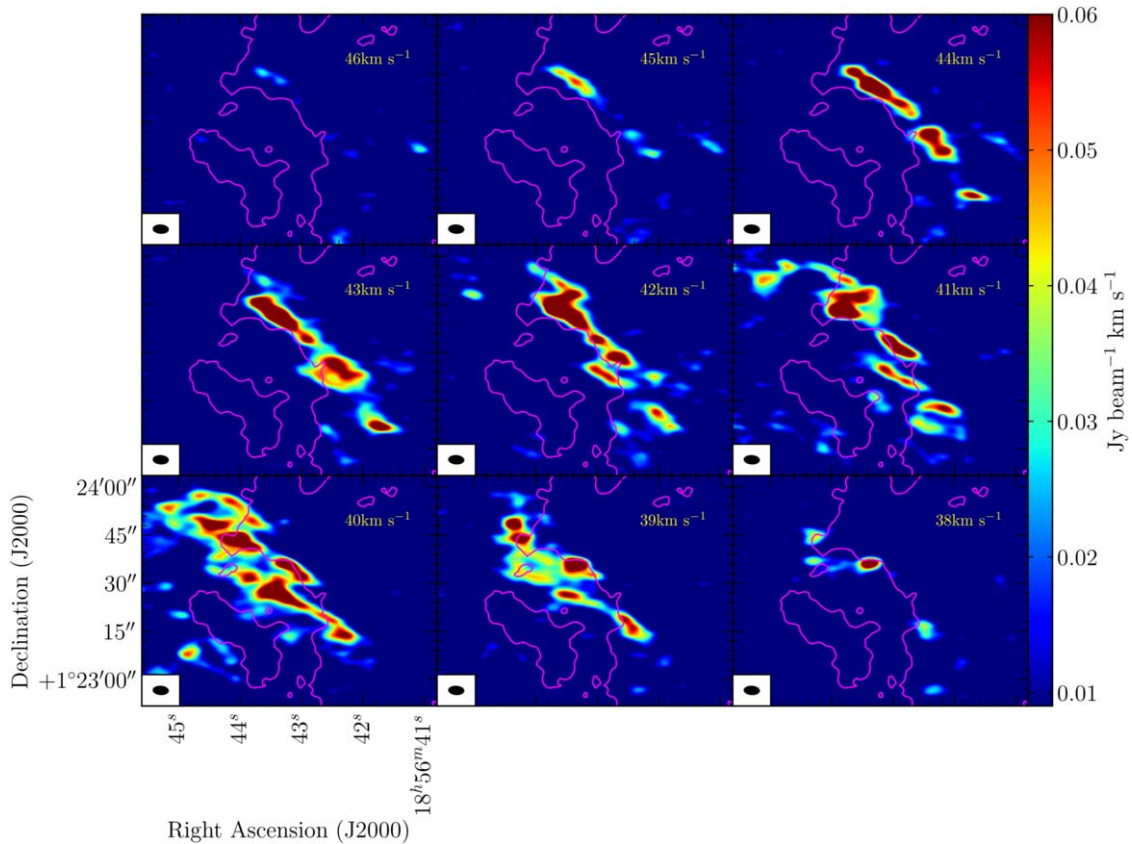 46km s⁻¹
45km s⁻¹
44km s⁻¹
43km s⁻¹
42km s⁻¹
41km s⁻¹
40km s⁻¹
39km s⁻¹
38km s⁻¹
0.06
0.05
0.04
0.03
0.02
0.01
Jy beam⁻¹ km s⁻¹
24′00″
45″
30″
15″
+1°23′00″
Declination (J2000)
45ˢ
44ˢ
43ˢ
42ˢ
18ʰ56ᵐ41ˢ
Right Ascension (J2000)